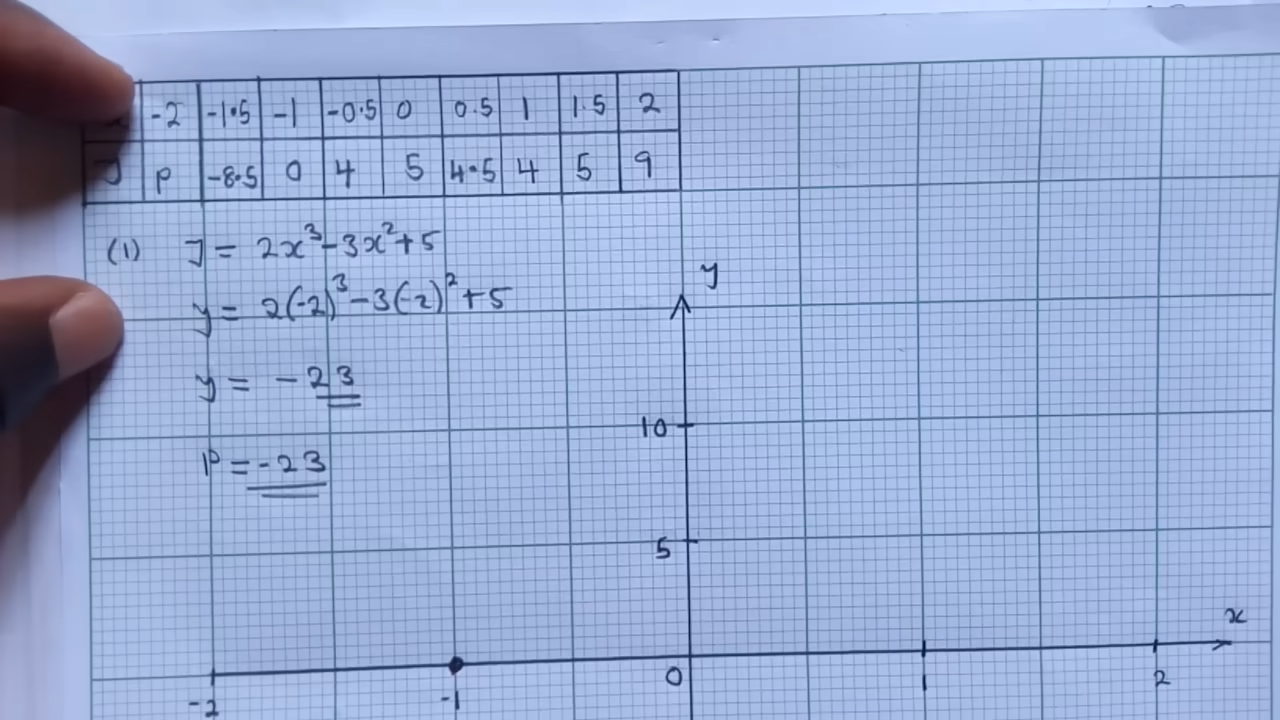 -2 -1.5 -1 -0.5 0 0.5 1 1.5 2
y P -8.5 0 4 5 4.5 4 5 9
(1) y = 2x³-3x²+5
y = 2(-2)³-3(-2)²+5
y = -23
P = -23
y
10
5
x
-2 -1 0 1 2